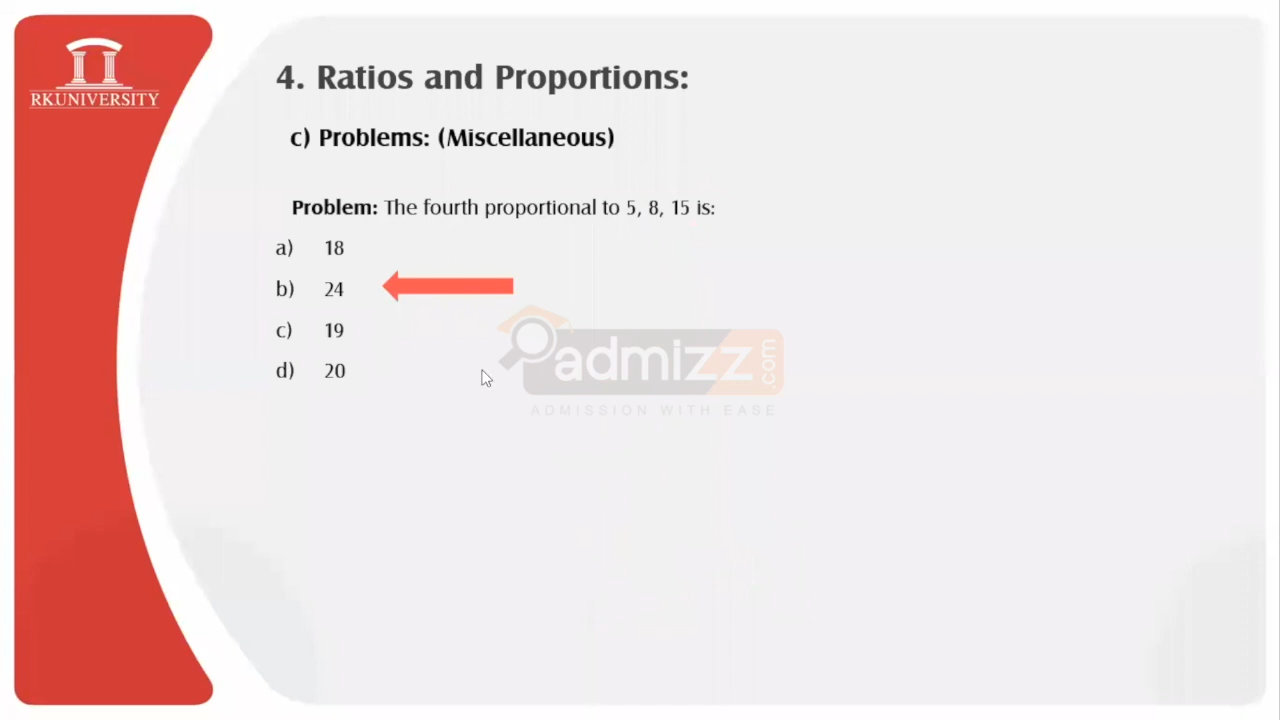 RKUNIVERSITY
4. Ratios and Proportions:
c) Problems: (Miscellaneous)
Problem: The fourth proportional to 5, 8, 15 is:
a) 18
b) 24
c) 19
d) 20
admizz.com
ADMISSION WITH EASE